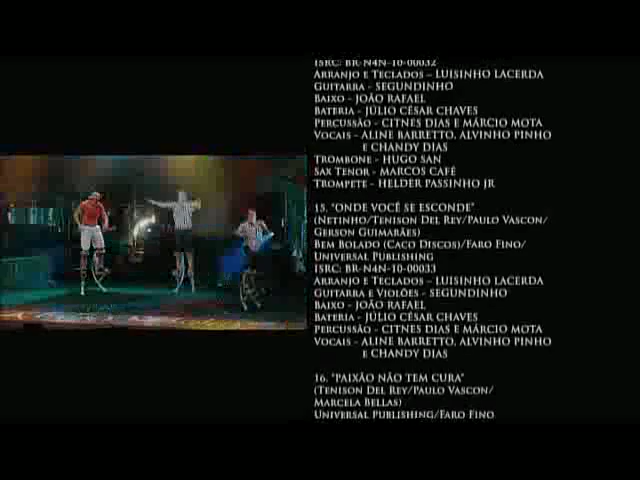 ISRC: BR-N4N-10-00032
Arranjo e Teclados – LUISINHO LACERDA
Guitarra – SEGUNDINHO
Baixo - JOÃO RAFAEL
Bateria - JÚLIO CÉSAR CHAVES
Percussão - CITNES DIAS E MÁRCIO MOTA
Vocais - ALINE BARRETTO, ALVINHO PINHO
E CHANDY DIAS
Trombone - HUGO SAN
Sax Tenor - MARCOS CAFÉ
Trompete - HELDER PASSINHO JR
15. "ONDE VOCÊ SE ESCONDE"
(Netinho/Tenison Del Rey/Paulo Vascon/
Gerson Guimarães)
Bem Bolado (Caco Discos)/Faro Fino/
Universal Publishing
ISRC: BR-N4N-10-00033
Arranjo e Teclados – LUISINHO LACERDA
Guitarra e Violões - SEGUNDINHO
Baixo - JOÃO RAFAEL
Bateria - JÚLIO CÉSAR CHAVES
Percussão - CITNES DIAS E MÁRCIO MOTA
Vocais - ALINE BARRETTO, ALVINHO PINHO
E CHANDY DIAS
16. "PAIXÃO NÃO TEM CURA"
(Tenison Del Rey/Paulo Vascon/
Marcela Bellas)
Universal Publishing/Faro Fino